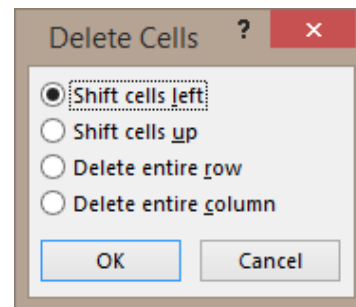 Delete Cells ? ×
Shift cells left
Shift cells up
Delete entire row
Delete entire column
OK Cancel